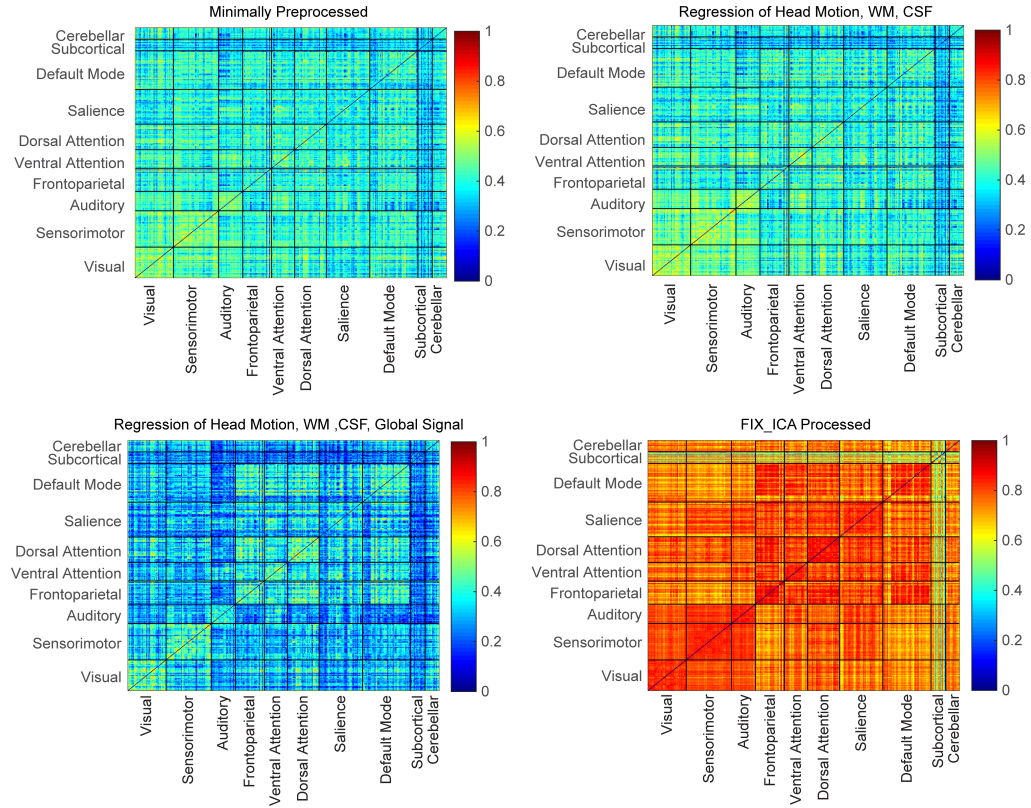 Minimally Preprocessed
Cerebellar
Subcortical
Default Mode
Salience
Dorsal Attention
Ventral Attention
Frontoparietal
Auditory
Sensorimotor
Visual
1
0.8
0.6
0.4
0.2
0
Visual
Sensorimotor
Auditory
Frontoparietal
Ventral Attention
Dorsal Attention
Salience
Default Mode
Subcortical
Cerebellar
Regression of Head Motion, WM, CSF
Cerebellar
Subcortical
Default Mode
Salience
Dorsal Attention
Ventral Attention
Frontoparietal
Auditory
Sensorimotor
Visual
1
0.8
0.6
0.4
0.2
0
Visual
Sensorimotor
Auditory
Frontoparietal
Ventral Attention
Dorsal Attention
Salience
Default Mode
Subcortical
Cerebellar
Regression of Head Motion, WM ,CSF, Global Signal
Cerebellar
Subcortical
Default Mode
Salience
Dorsal Attention
Ventral Attention
Frontoparietal
Auditory
Sensorimotor
Visual
1
0.8
0.6
0.4
0.2
0
Visual
Sensorimotor
Auditory
Frontoparietal
Ventral Attention
Dorsal Attention
Salience
Default Mode
Subcortical
Cerebellar
FIX_ICA Processed
Cerebellar
Subcortical
Default Mode
Salience
Dorsal Attention
Ventral Attention
Frontoparietal
Auditory
Sensorimotor
Visual
1
0.8
0.6
0.4
0.2
0
Visual
Sensorimotor
Auditory
Frontoparietal
Ventral Attention
Dorsal Attention
Salience
Default Mode
Subcortical
Cerebellar